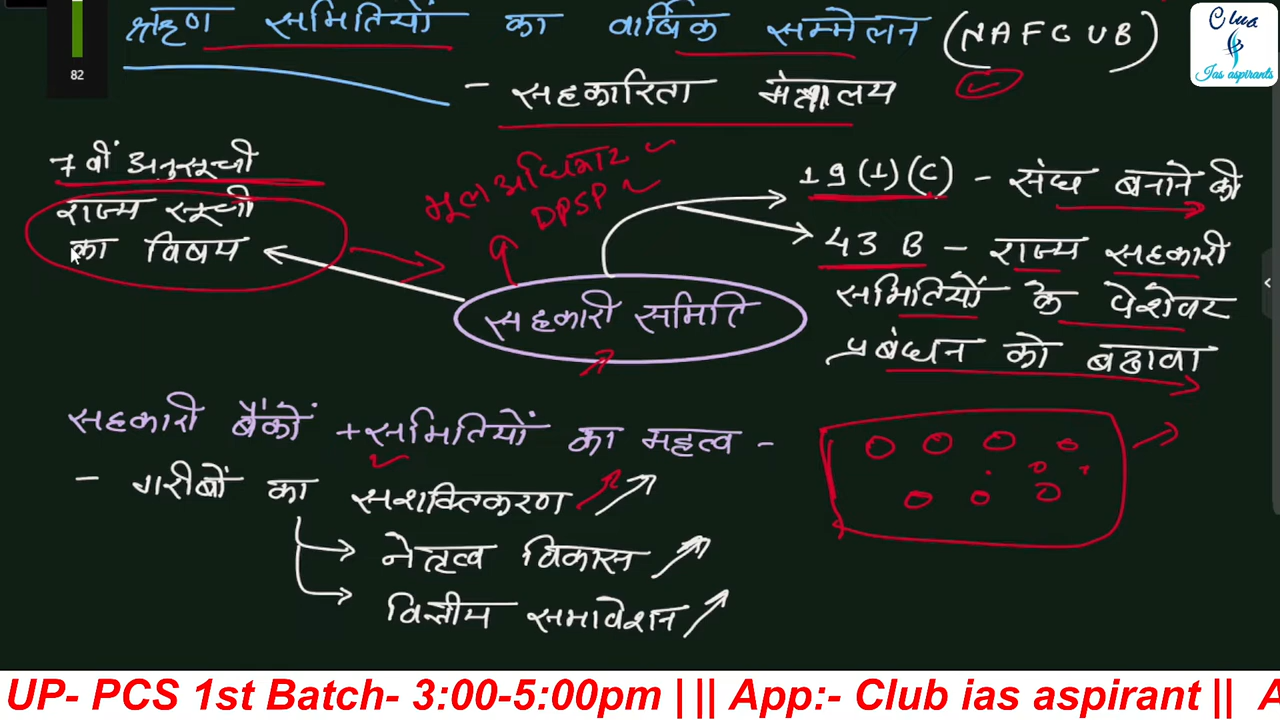 ऋण समितियों का वार्षिक सम्मेलन (NAFCUB)
- सहकारिता मंत्रालय
Club
Ias aspirants
82
7वीं अनुसूची
राज्य सूची
का विषय
मूल अधिकार
DPSP
19(1)(C) - संघ बनाने की
43 B - राज्य सहकारी
समितियों के पेशेवर
प्रबंधन को बढावा
सहकारी समिति
सहकारी बैंकों + समितियों का महत्व -
- गरीबों का सशक्तिकरण
नेतृत्व विकास
वित्तीय समावेशन
UP- PCS 1st Batch- 3:00-5:00pm | || App:- Club ias aspirant || A